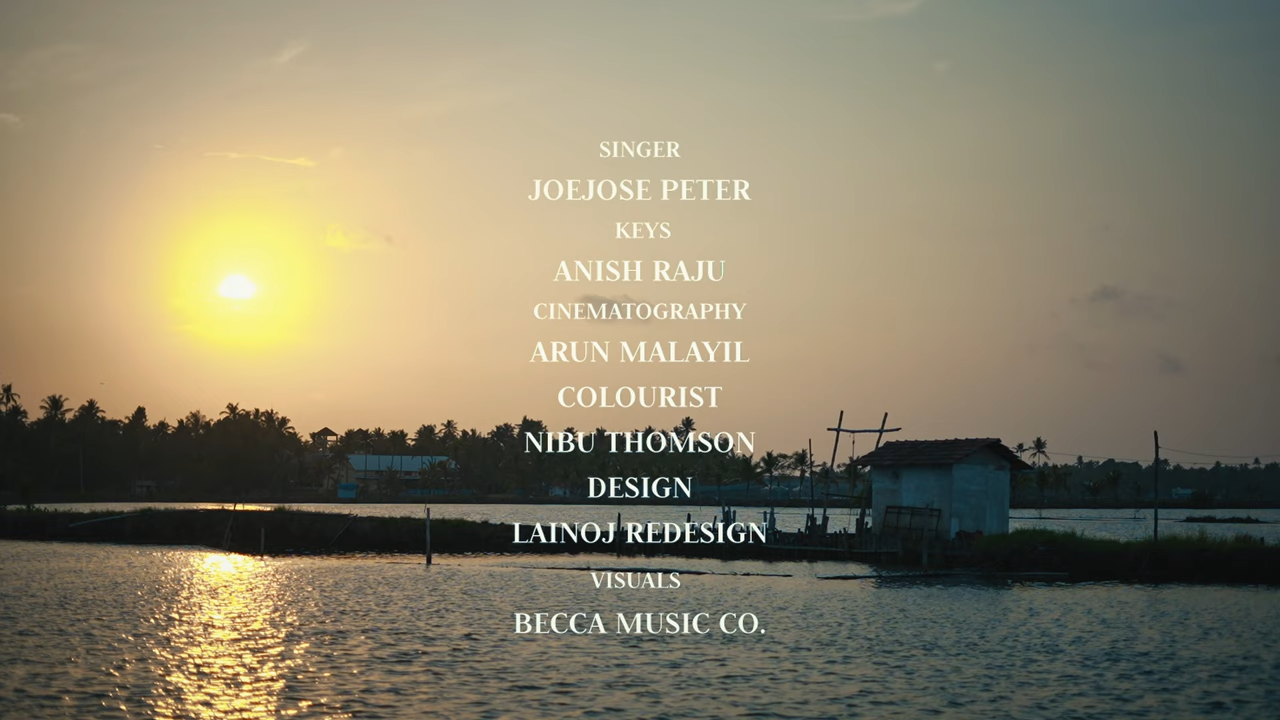 SINGER
JOEJOSE PETER
KEYS
ANISH RAJU
CINEMATOGRAPHY
ARUN MALAYIL
COLOURIST
NIBU THOMSON
DESIGN
LAINOJ REDESIGN
VISUALS
BECCA MUSIC CO.